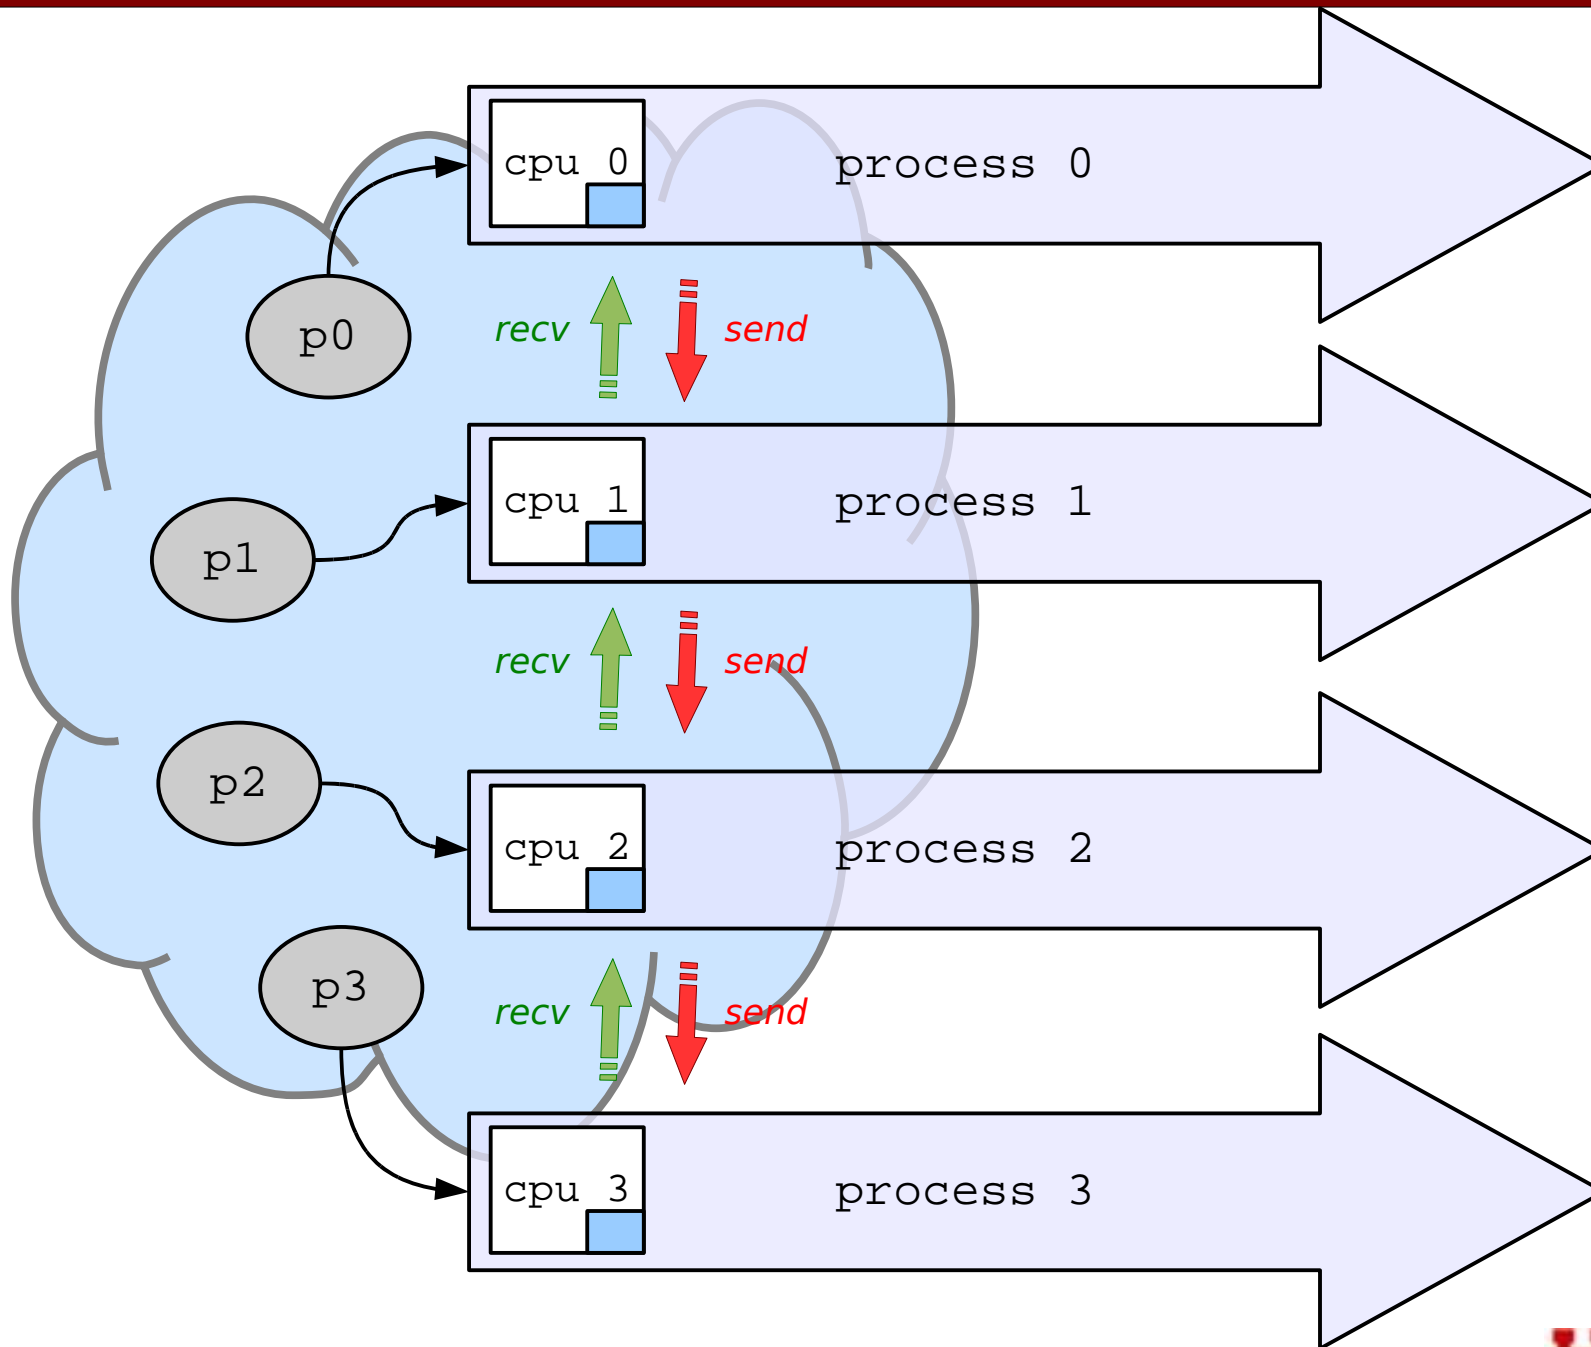 cpu 0
process 0
p0
recv
send
cpu 1
process 1
p1
recv
send
p2
cpu 2
process 2
p3
recv
send
cpu 3
process 3